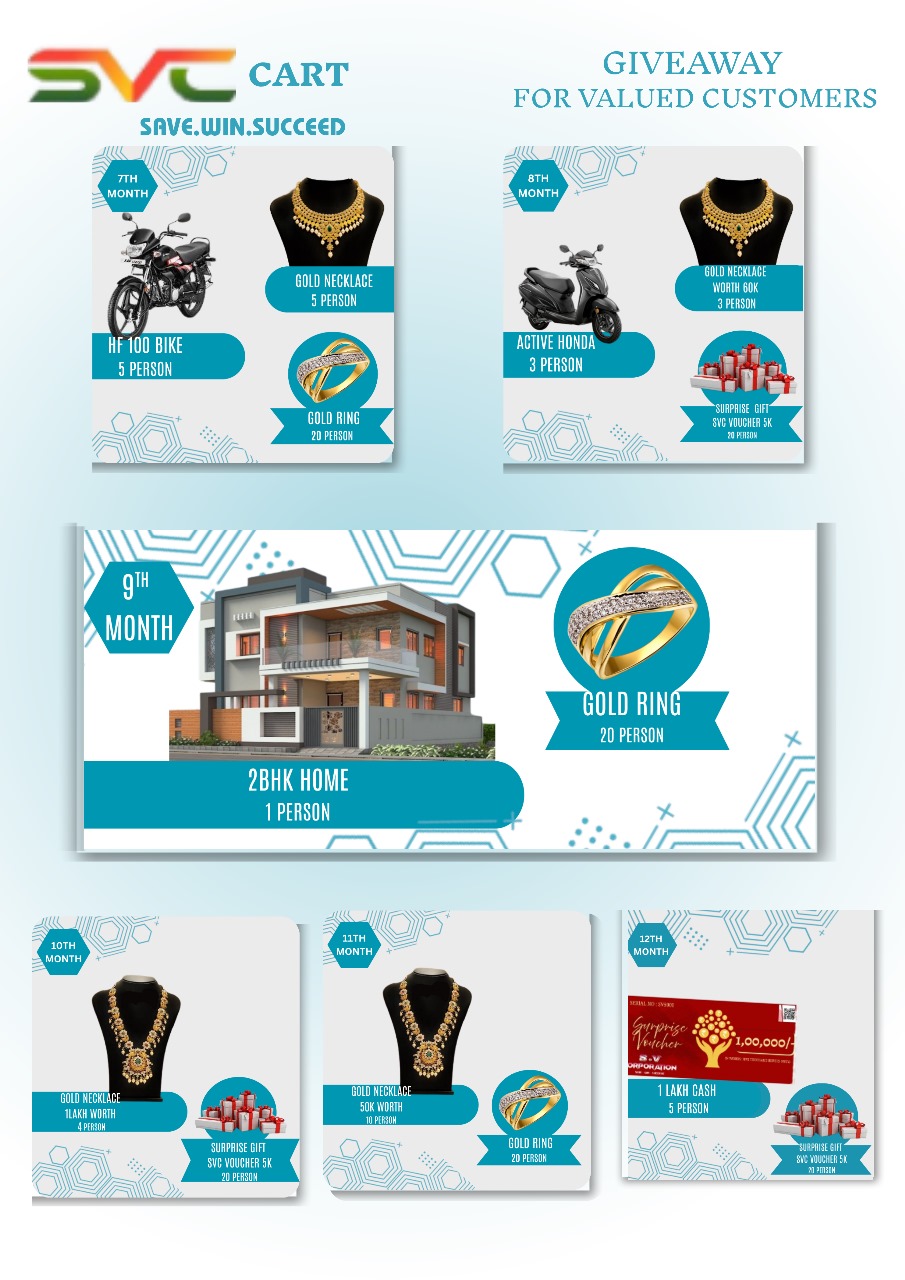 SVC CART
SAVE.WIN.SUCCEED
GIVEAWAY
FOR VALUED CUSTOMERS
7TH
MONTH
GOLD NECKLACE
5 PERSON
HF 100 BIKE
5 PERSON
GOLD RING
20 PERSON
8TH
MONTH
GOLD NECKLACE
WORTH 60K
3 PERSON
ACTIVE HONDA
3 PERSON
SURPRISE GIFT
SVC VOUCHER 5K
20 PERSON
9TH
MONTH
GOLD RING
20 PERSON
2BHK HOME
1 PERSON
10TH
MONTH
GOLD NECKLACE
1LAKH WORTH
4 PERSON
SURPRISE GIFT
SVC VOUCHER 5K
20 PERSON
11TH
MONTH
GOLD NECKLACE
50K WORTH
10 PERSON
GOLD RING
20 PERSON
12TH
MONTH
SERIAL NO :
Surprise
Voucher
1,00,000/-
S-V
ORPORATION
1 LAKH CASH
5 PERSON
SURPRISE GIFT
SVC VOUCHER 5K
20 PERSON